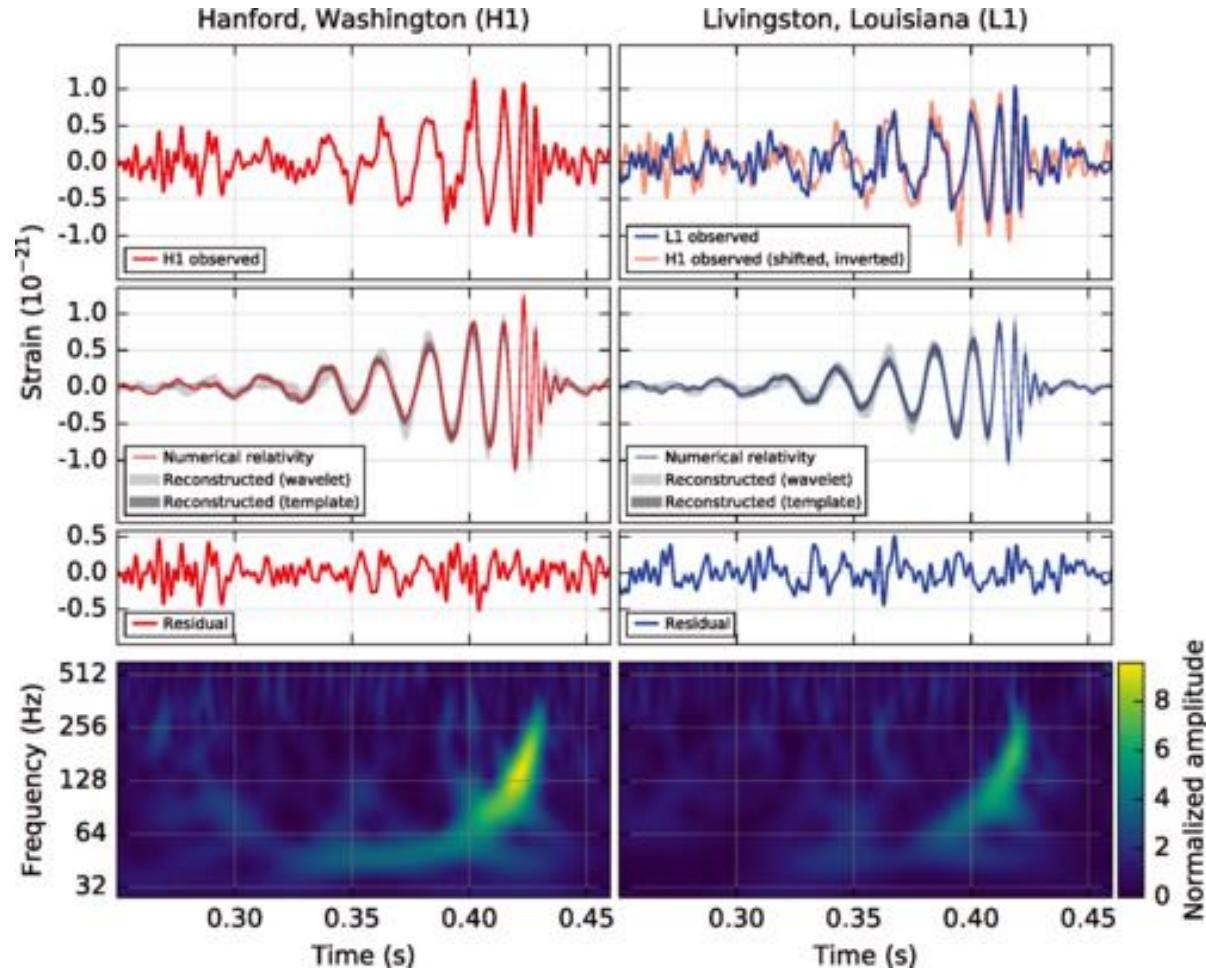 Hanford, Washington (H1)
Livingston, Louisiana (L1)
Strain (10⁻²¹)
1.0
0.5
0.0
-0.5
-1.0
H1 observed
L1 observed
H1 observed (shifted, inverted)
1.0
0.5
0.0
-0.5
-1.0
Numerical relativity
Reconstructed (wavelet)
Reconstructed (template)
Numerical relativity
Reconstructed (wavelet)
Reconstructed (template)
0.5
0.0
-0.5
Residual
Residual
Frequency (Hz)
512
256
128
64
32
Normalized amplitude
8
6
4
2
0
0.30 0.35 0.40 0.45
0.30 0.35 0.40 0.45
Time (s)
Time (s)